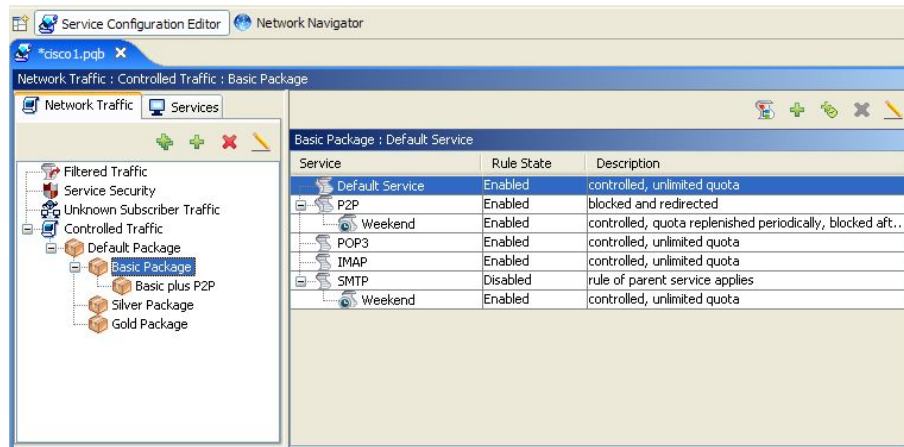 Service Configuration Editor Network Navigator
*cisco1.pqb
Network Traffic : Controlled Traffic : Basic Package
Network Traffic Services
Filtered Traffic
Service Security
Unknown Subscriber Traffic
Controlled Traffic
Default Package
Basic Package
Basic plus P2P
Silver Package
Gold Package
Basic Package : Default Service
Service Rule State Description
Default Service Enabled controlled, unlimited quota
P2P Enabled blocked and redirected
Weekend Enabled controlled, quota replenished periodically, blocked aft..
POP3 Enabled controlled, unlimited quota
IMAP Enabled controlled, unlimited quota
SMTP Disabled rule of parent service applies
Weekend Enabled controlled, unlimited quota